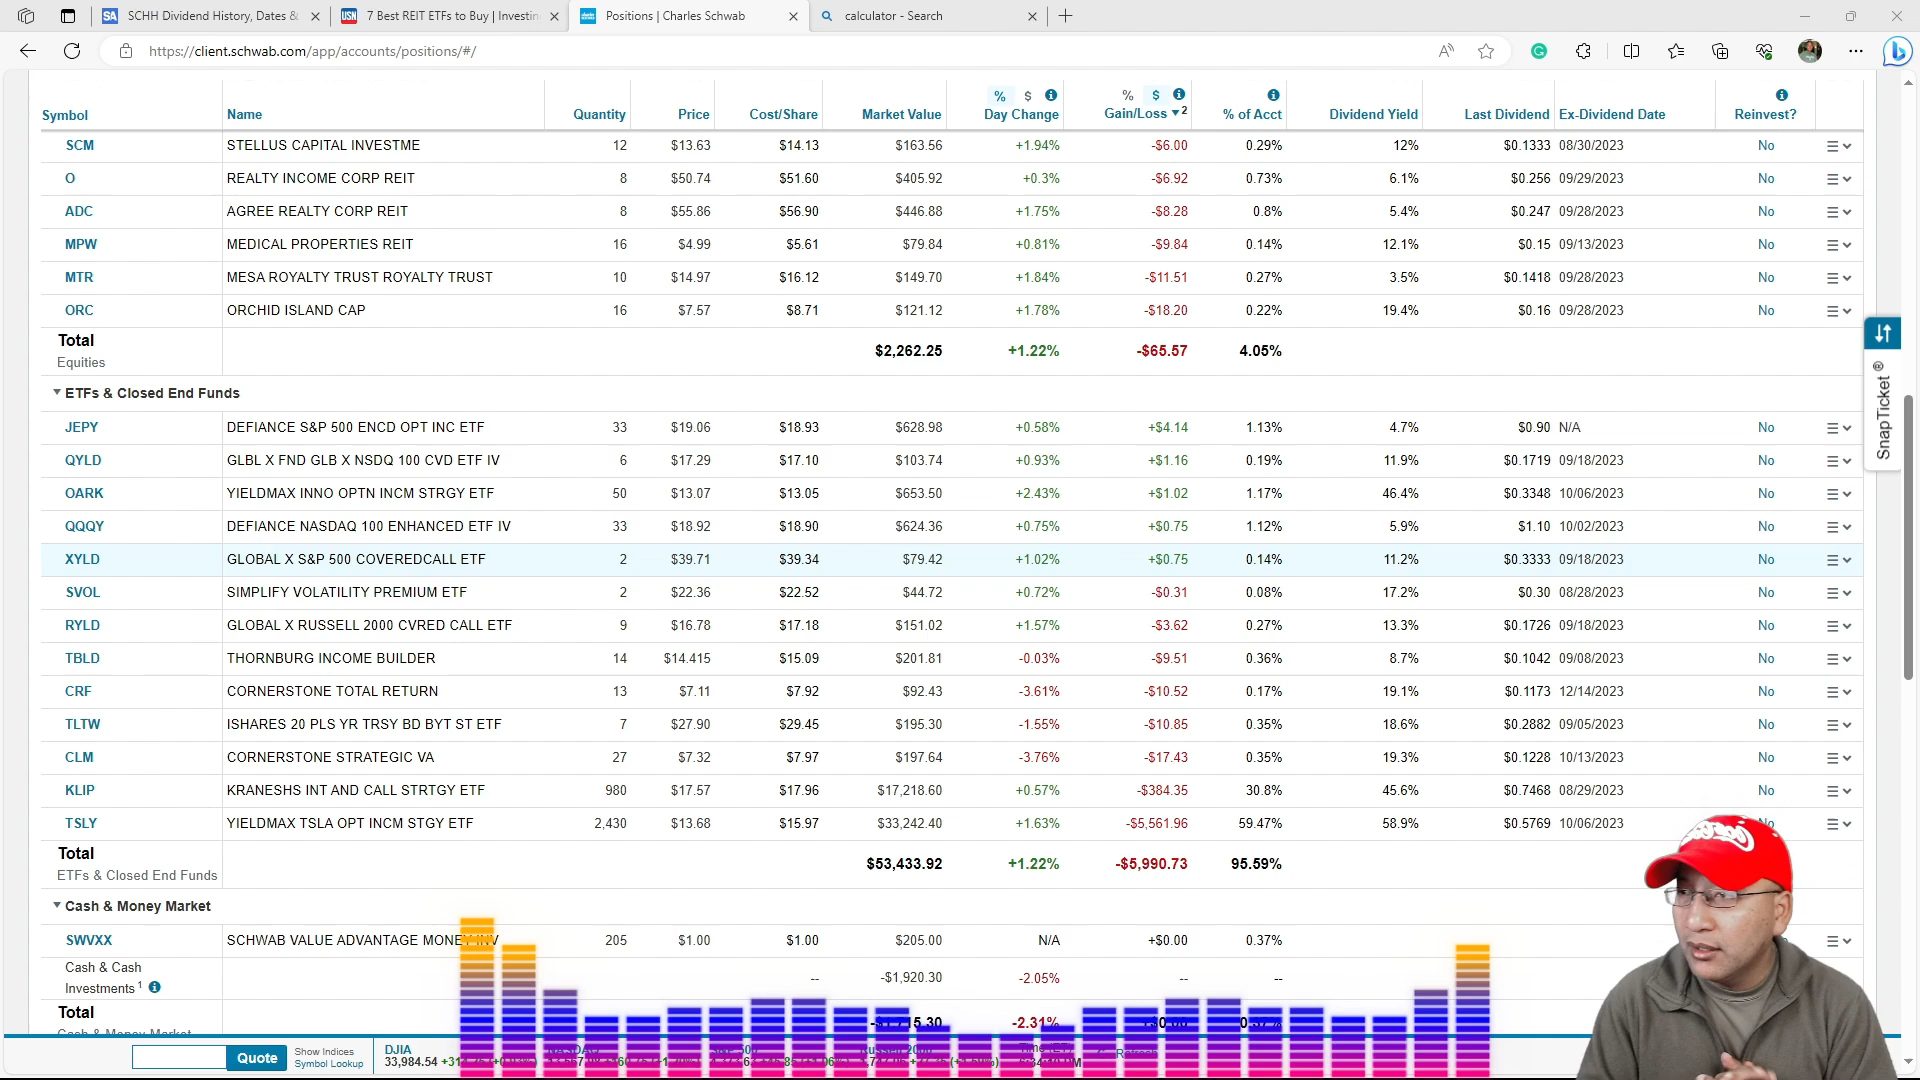 SCHH Dividend History, Dates &
7 Best REIT ETFs to Buy | Investin
Positions | Charles Schwab
calculator - Search
https://client.schwab.com/app/accounts/positions/#/
% $ % $
Symbol Name Quantity Price Cost/Share Market Value Day Change Gain/Loss 2 % of Acct Dividend Yield Last Dividend Ex-Dividend Date Reinvest?
SCM STELLUS CAPITAL INVESTME 12 $13.63 $14.13 $163.56 +1.94% -$6.00 0.29% 12% $0.1333 08/30/2023 No
O REALTY INCOME CORP REIT 8 $50.74 $51.60 $405.92 +0.3% -$6.92 0.73% 6.1% $0.256 09/29/2023 No
ADC AGREE REALTY CORP REIT 8 $55.86 $56.90 $446.88 +1.75% -$8.28 0.8% 5.4% $0.247 09/28/2023 No
MPW MEDICAL PROPERTIES REIT 16 $4.99 $5.61 $79.84 +0.81% -$9.84 0.14% 12.1% $0.15 09/13/2023 No
MTR MESA ROYALTY TRUST ROYALTY TRUST 10 $14.97 $16.12 $149.70 +1.84% -$11.51 0.27% 3.5% $0.1418 09/28/2023 No
ORC ORCHID ISLAND CAP 16 $7.57 $8.71 $121.12 +1.78% -$18.20 0.22% 19.4% $0.16 09/28/2023 No
Total
Equities $2,262.25 +1.22% -$65.57 4.05%
ETFs & Closed End Funds
JEPY DEFIANCE S&P 500 ENCD OPT INC ETF 33 $19.06 $18.93 $628.98 +0.58% +$4.14 1.13% 4.7% $0.90 N/A No
QYLD GLBL X FND GLB X NSDQ 100 CVD ETF IV 6 $17.29 $17.10 $103.74 +0.93% +$1.16 0.19% 11.9% $0.1719 09/18/2023 No
OARK YIELDMAX INNO OPTN INCM STRGY ETF 50 $13.07 $13.05 $653.50 +2.43% +$1.02 1.17% 46.4% $0.3348 10/06/2023 No
QQQY DEFIANCE NASDAQ 100 ENHANCED ETF IV 33 $18.92 $18.90 $624.36 +0.75% +$0.75 1.12% 5.9% $1.10 10/02/2023 No
XYLD GLOBAL X S&P 500 COVEREDCALL ETF 2 $39.71 $39.34 $79.42 +1.02% +$0.75 0.14% 11.2% $0.3333 09/18/2023 No
SVOL SIMPLIFY VOLATILITY PREMIUM ETF 2 $22.36 $22.52 $44.72 +0.72% -$0.31 0.08% 17.2% $0.30 08/28/2023 No
RYLD GLOBAL X RUSSELL 2000 CVRED CALL ETF 9 $16.78 $17.18 $151.02 +1.57% -$3.62 0.27% 13.3% $0.1726 09/18/2023 No
TBLD THORNBURG INCOME BUILDER 14 $14.415 $15.09 $201.81 -0.03% -$9.51 0.36% 8.7% $0.1042 09/08/2023 No
CRF CORNERSTONE TOTAL RETURN 13 $7.11 $7.92 $92.43 -3.61% -$10.52 0.17% 19.1% $0.1173 12/14/2023 No
TLTW ISHARES 20 PLS YR TRSY BD BYT ST ETF 7 $27.90 $29.45 $195.30 -1.55% -$10.85 0.35% 18.6% $0.2882 09/05/2023 No
CLM CORNERSTONE STRATEGIC VA 27 $7.32 $7.97 $197.64 -3.76% -$17.43 0.35% 19.3% $0.1228 10/13/2023 No
KLIP KRANESHS INT AND CALL STRTGY ETF 980 $17.57 $17.96 $17,218.60 +0.57% -$384.35 30.8% 45.6% $0.7468 08/29/2023 No
TSLY YIELDMAX TSLA OPT INCM STGY ETF 2,430 $13.68 $15.97 $33,242.40 +1.63% -$5,561.96 59.47% 58.9% $0.5769 10/06/2023 No
Total
ETFs & Closed End Funds $53,433.92 +1.22% -$5,990.73 95.59%
Cash & Money Market
SWVXX SCHWAB VALUE ADVANTAGE MONEY INV 205 $1.00 $1.00 $205.00 N/A +$0.00 0.37%
Cash & Cash
Investments 1 -- -$1,920.30 -2.05% -- --
Total
Cash & Money Market -$1,715.30 -2.31% +$0.00 0.37%
Quote
Show Indices
Symbol Lookup
DJIA
33,984.54
SnapTicket®